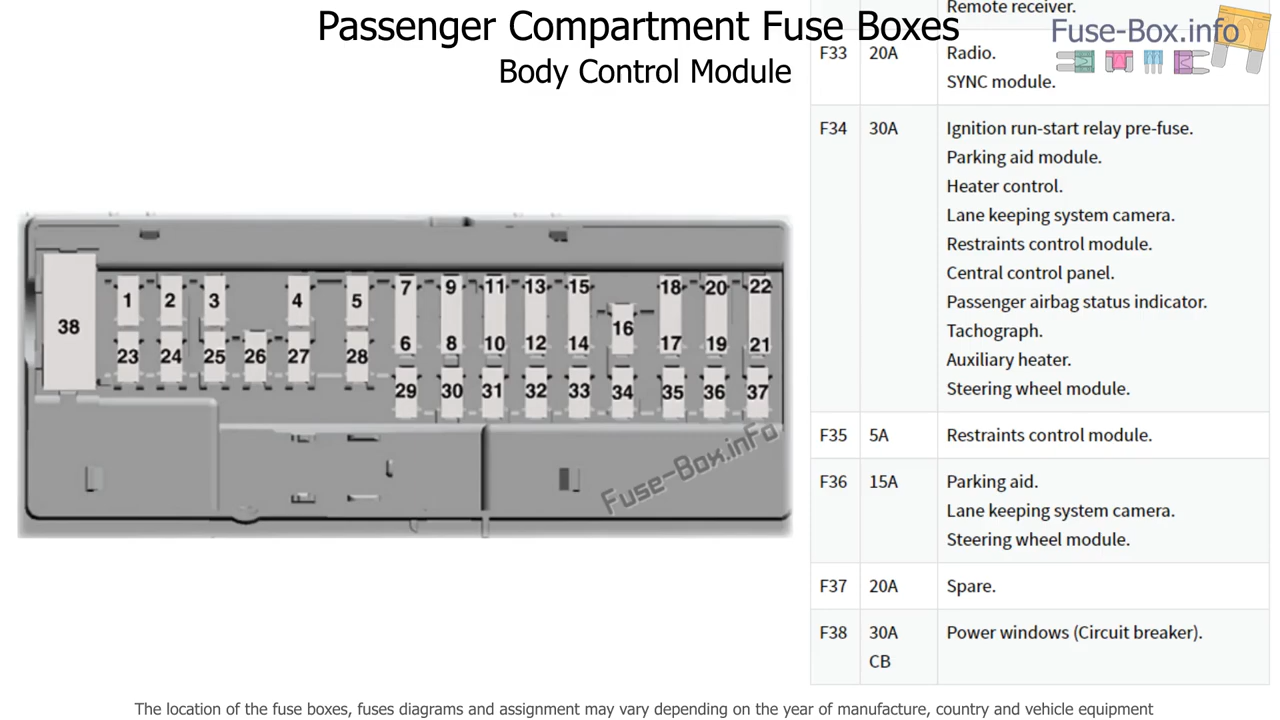 Passenger Compartment Fuse Boxes
Body Control Module
Fuse-Box.info
Remote receiver.
F33 20A Radio.
SYNC module.
F34 30A Ignition run-start relay pre-fuse.
Parking aid module.
Heater control.
Lane keeping system camera.
Restraints control module.
Central control panel.
Passenger airbag status indicator.
Tachograph.
Auxiliary heater.
Steering wheel module.
F35 5A Restraints control module.
F36 15A Parking aid.
Lane keeping system camera.
Steering wheel module.
F37 20A Spare.
F38 30A Power windows (Circuit breaker).
CB
38
1 2 3 4 5 7 9 11 13 15 18 20 22
16
23 24 25 26 27 28 6 8 10 12 14 17 19 21
29 30 31 32 33 34 35 36 37
Fuse-Box.inFo
The location of the fuse boxes, fuses diagrams and assignment may vary depending on the year of manufacture, country and vehicle equipment